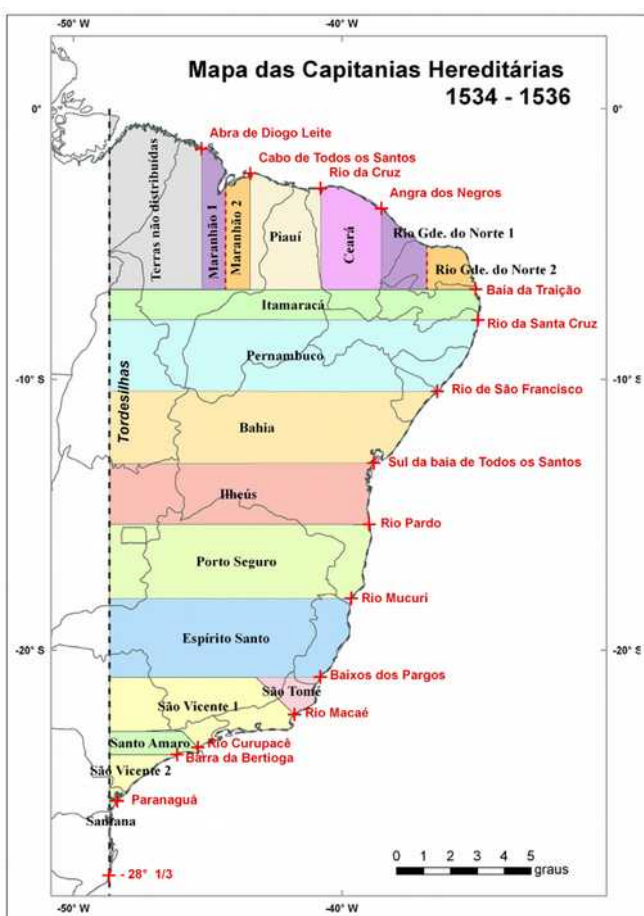 -50° W
-40° W
Mapa das Capitanias Hereditárias
1534 - 1536
0°
0°
Abra de Diogo Leite
Cabo de Todos os Santos
Rio da Cruz
Angra dos Negros
Terras não distribuídas
Maranhão 1
Maranhão 2
Piauí
Ceará
Rio Gde. do Norte 1
Rio Gde. do Norte 2
Baia da Traição
Itamaracá
Rio da Santa Cruz
Pernambuco
Tordesilhas
-10° S
-10° S
Rio de São Francisco
Bahia
Sul da baia de Todos os Santos
Ilheús
Rio Pardo
Porto Seguro
Rio Mucuri
Espírito Santo
-20° S
-20° S
Baixos dos Pargos
São Tomé
São Vicente 1
Rio Macaé
Santo Amaro
Rio Curupacê
Barra da Bertioga
São Vicente 2
Paranaguá
Santana
- 28° 1/3
0 1 2 3 4 5
graus
-50° W
-40° W